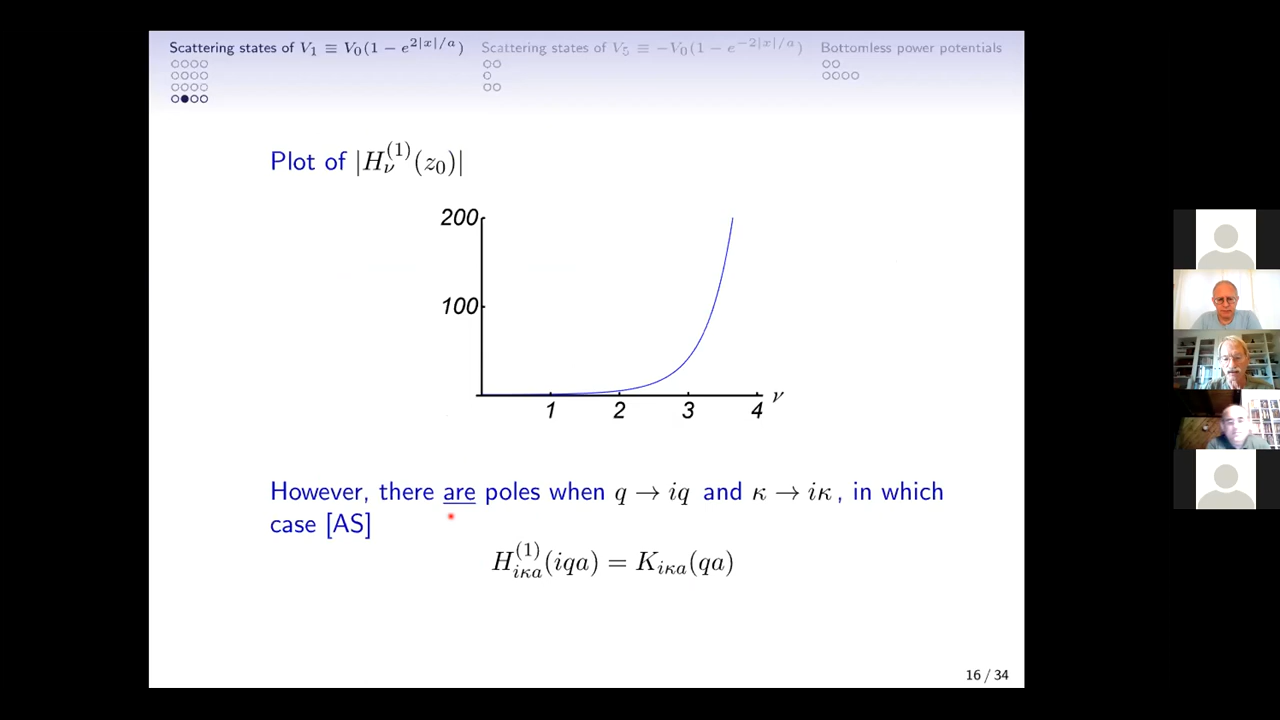 Scattering states of V₁ ≡ V₀(1 − e^{2|x|/a}) Scattering states of V₅ ≡ −V₀(1 − e^{−2|x|/a}) Bottomless power potentials
Plot of |H_ν^{(1)}(z₀)|
200
100
1 2 3 4 ν
However, there are poles when q → iq and κ → iκ, in which
case [AS]
H_{iκa}^{(1)}(iqa) = K_{iκa}(qa)
16 / 34